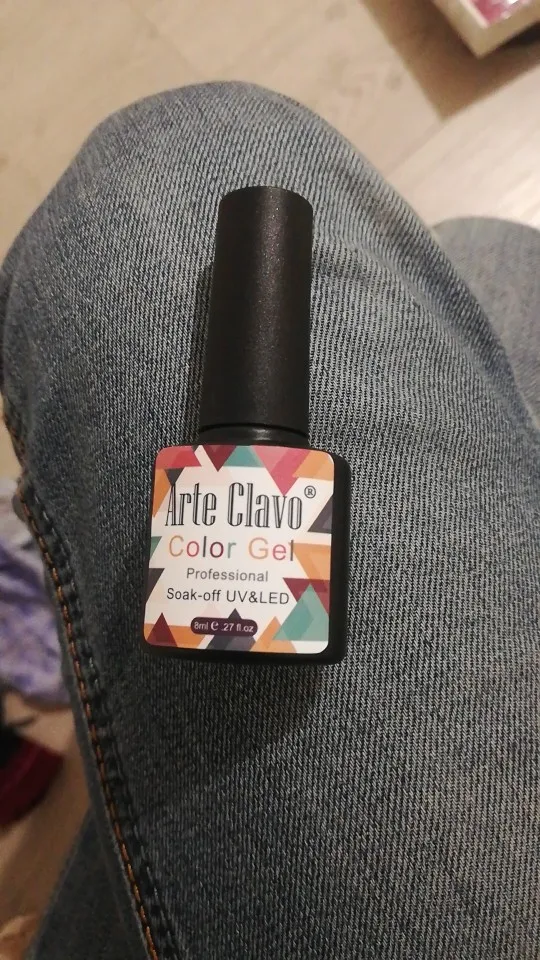 Arte Clavo®
Color Gel
Professional
Soak-off UV&LED
8ml ℮ .27 fl.oz